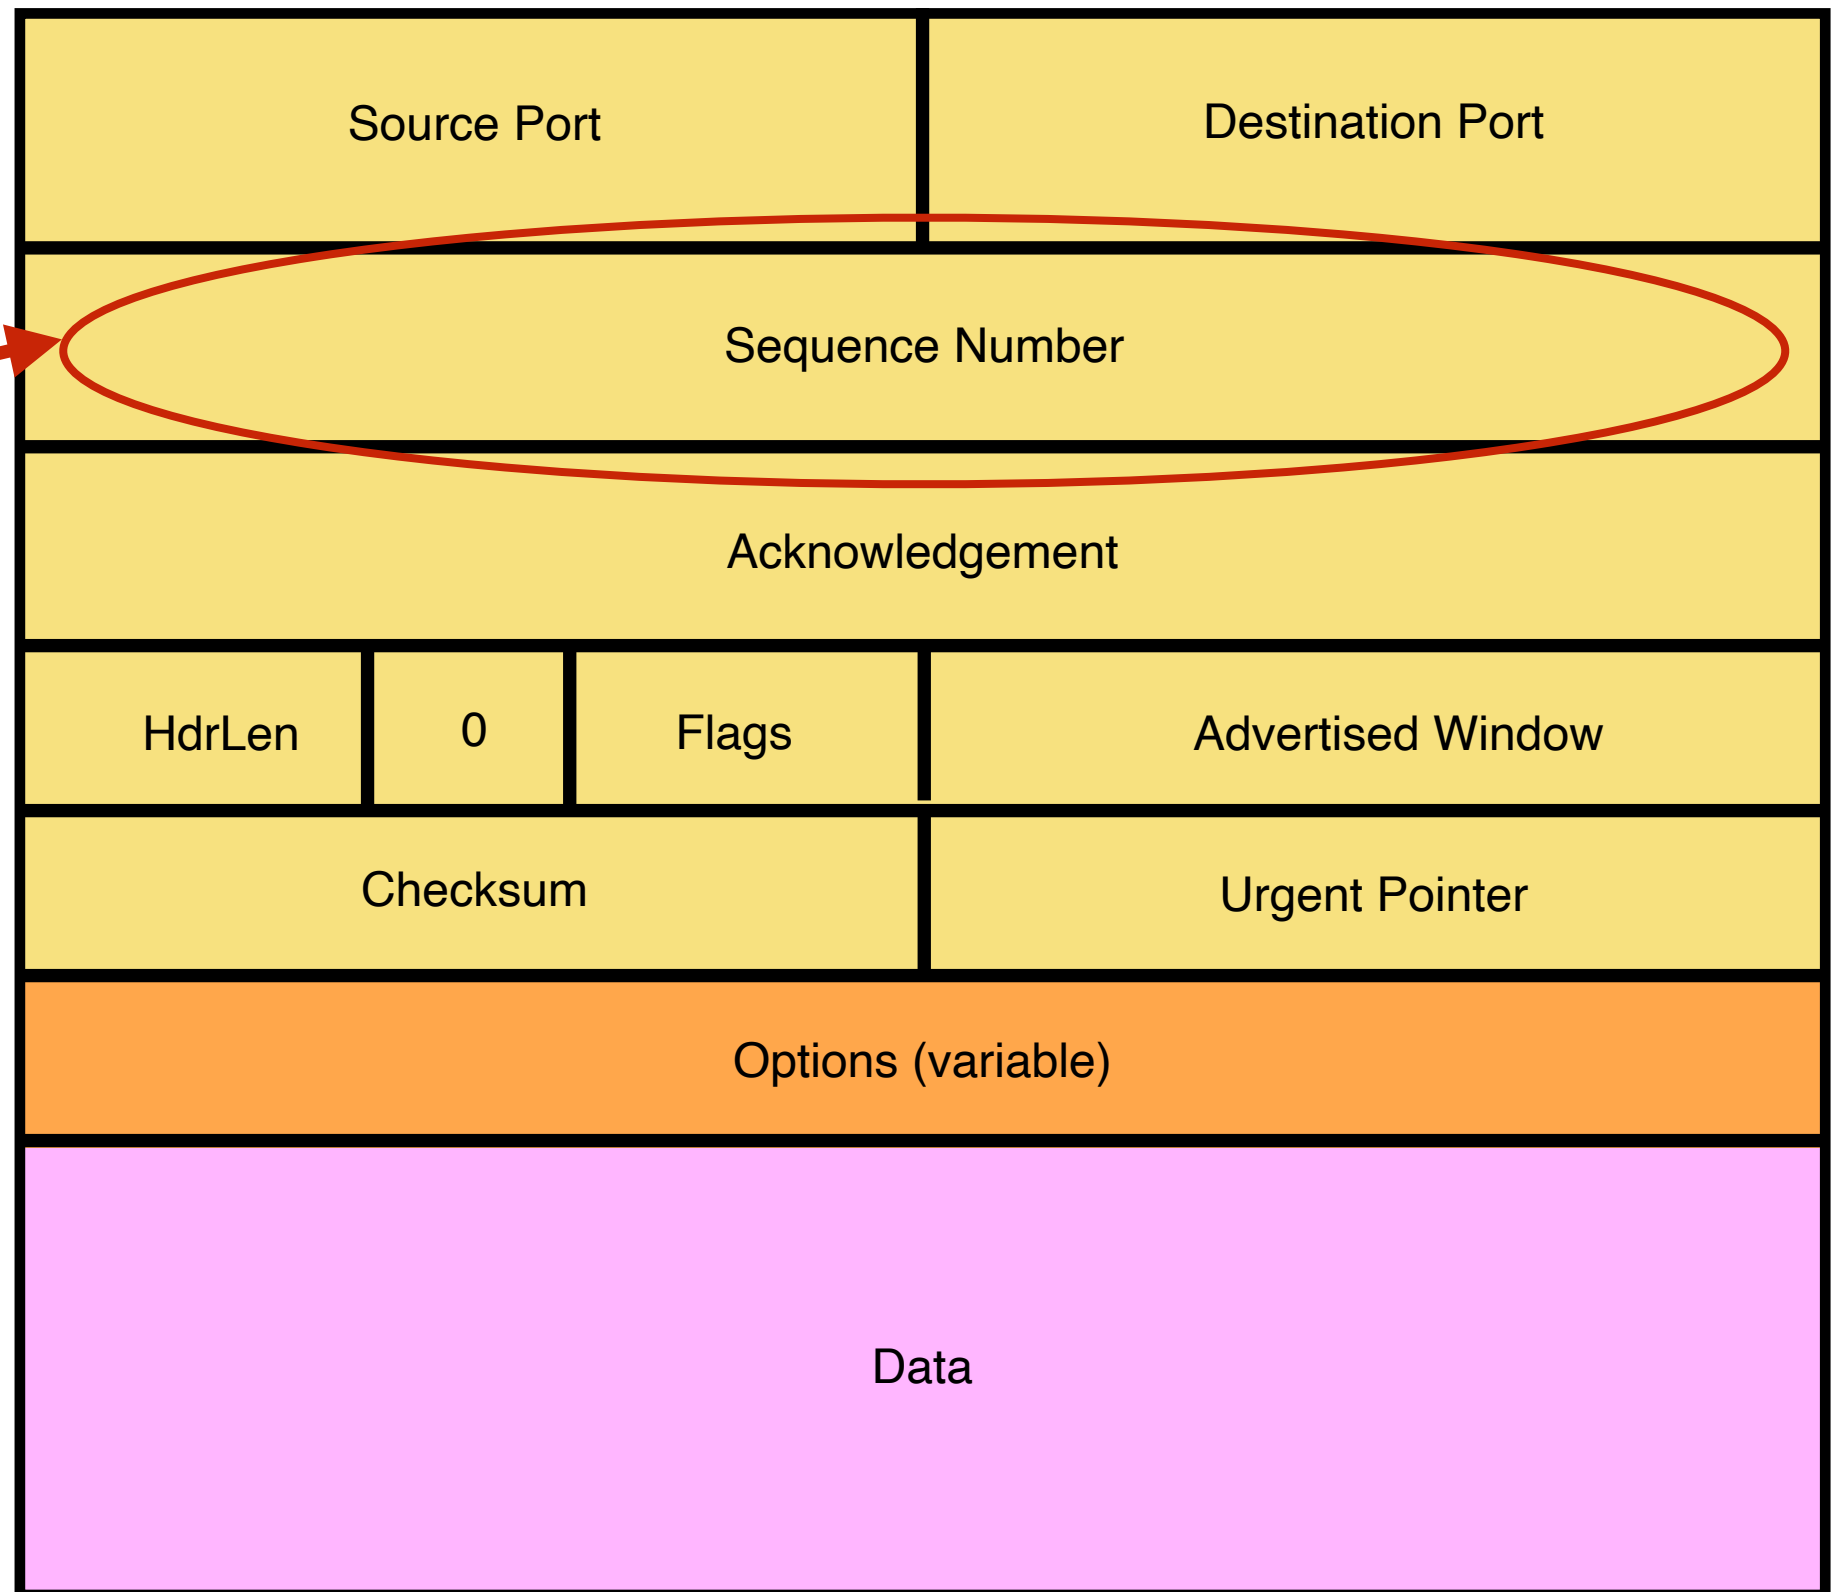 Source Port
Destination Port
Sequence Number
Acknowledgement
HdrLen
0
Flags
Advertised Window
Checksum
Urgent Pointer
Options (variable)
Data